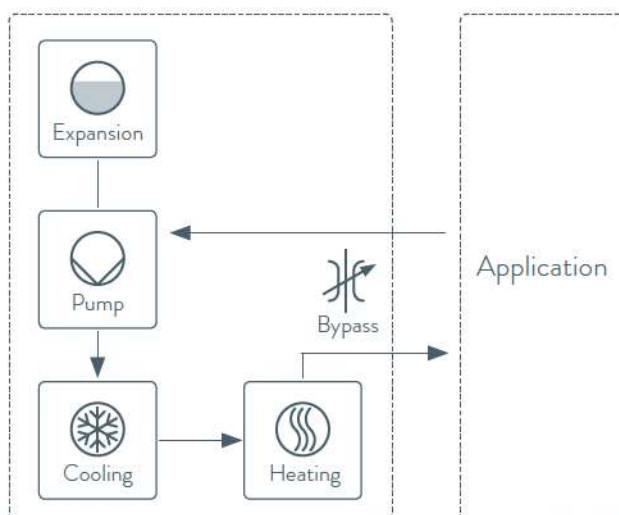 Expansion
Pump
Application
Bypass
Cooling
Heating